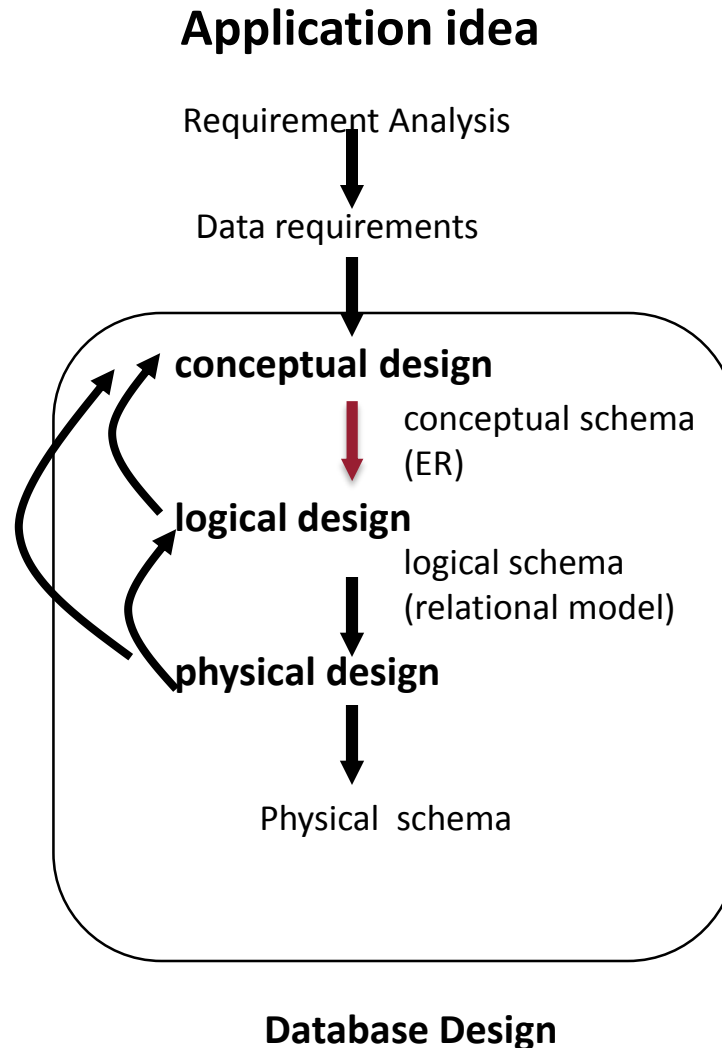 Application idea
Requirement Analysis
Data requirements
conceptual design
conceptual schema
(ER)
logical design
logical schema
(relational model)
physical design
Physical schema
Database Design